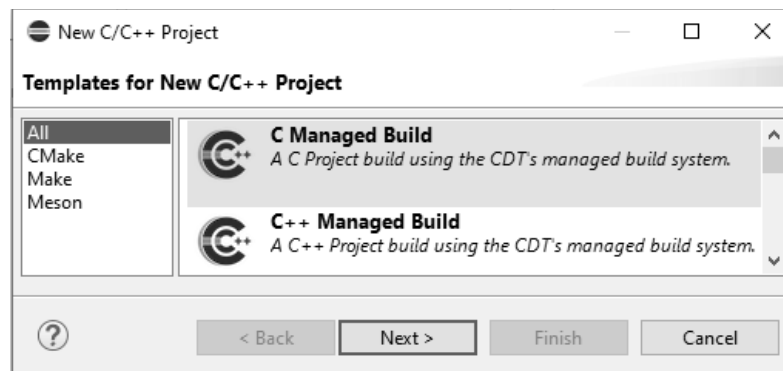 New C/C++ Project
Templates for New C/C++ Project
All
CMake
Make
Meson
C Managed Build
A C Project build using the CDT's managed build system.
C++ Managed Build
A C++ Project build using the CDT's managed build system.
? < Back Next > Finish Cancel